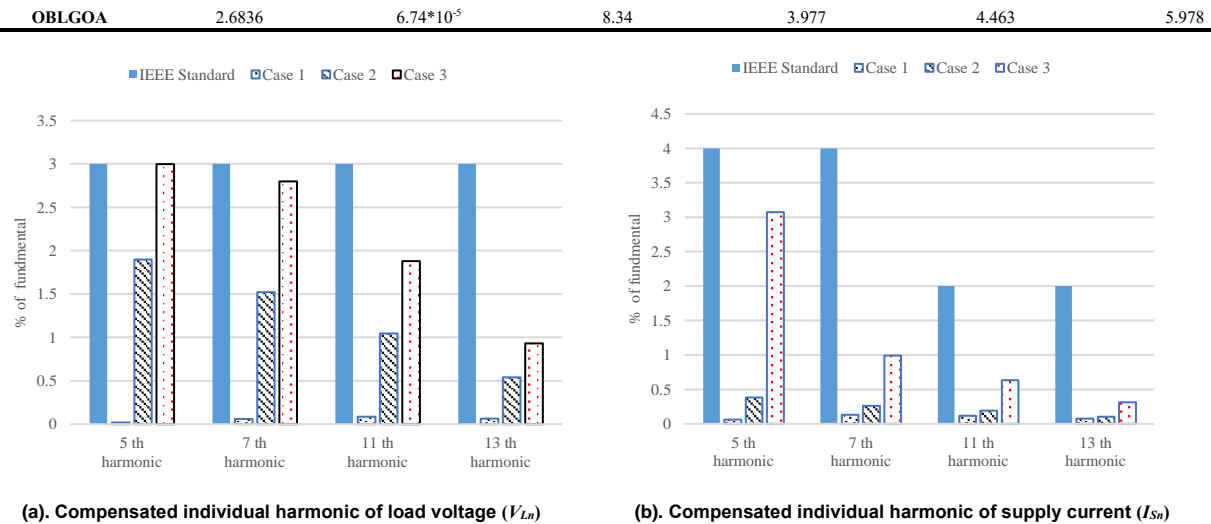 OBLGOA 2.6836 6.74*10-5 8.34 3.977 4.463 5.978
IEEE Standard Case 1 Case 2 Case 3
3.5
3
2.5
2
1.5
1
0.5
0
% of fundmental
5 th harmonic
7 th harmonic
11 th harmonic
13 th harmonic
(a). Compensated individual harmonic of load voltage (VLn)
IEEE Standard Case 1 Case 2 Case 3
4.5
4
3.5
3
2.5
2
1.5
1
0.5
0
% of fundmental
5 th harmonic
7 th harmonic
11 th harmonic
13 th harmonic
(b). Compensated individual harmonic of supply current (ISn)